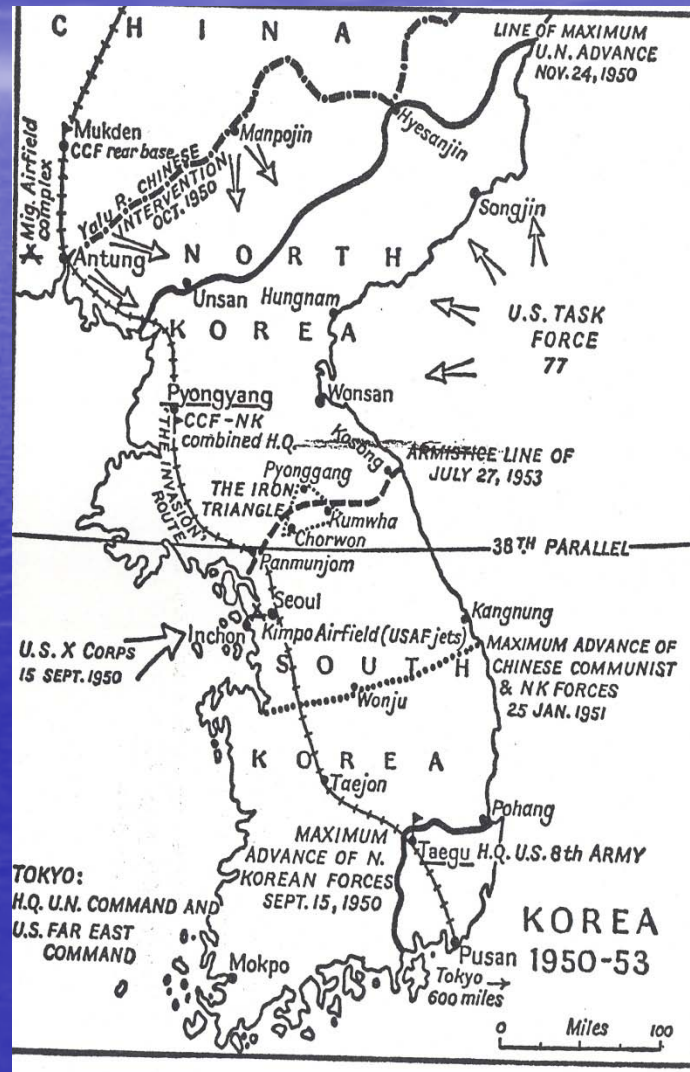 C H I N A
LINE OF MAXIMUM
U.N. ADVANCE
NOV. 24, 1950
Mukden
CCF rear base
Manpojin
Hyesanjin
Mig. Airfield
complex
Yalu R. CHINESE
INTERVENTION
OCT. 1950
Songjin
Antung
N O R T H
Unsan
Hungnam
K O R E A
U.S. TASK
FORCE
77
Pyongyang
CCF-NK
combined H.Q.
Wonsan
'THE INVASION'
ROUTE
Kosong
ARMISTICE LINE OF
JULY 27, 1953
Pyonggang
THE IRON
TRIANGLE
Kumwha
Chorwon
38TH PARALLEL
Panmunjom
Seoul
Kangnung
Inchon
Kimpo Airfield (USAF jets)
U.S. X CORPS
15 SEPT. 1950
S O U T H
MAXIMUM ADVANCE OF
CHINESE COMMUNIST
& NK FORCES
25 JAN. 1951
Wonju
K O R E A
Taejon
Pohang
MAXIMUM
ADVANCE OF N.
KOREAN FORCES
SEPT. 15, 1950
Taegu H.Q. U.S. 8th ARMY
TOKYO:
H.Q. U.N. COMMAND AND
U.S. FAR EAST
COMMAND
KOREA
1950-53
Pusan
Mokpo
Tokyo
600 miles
0 Miles 100